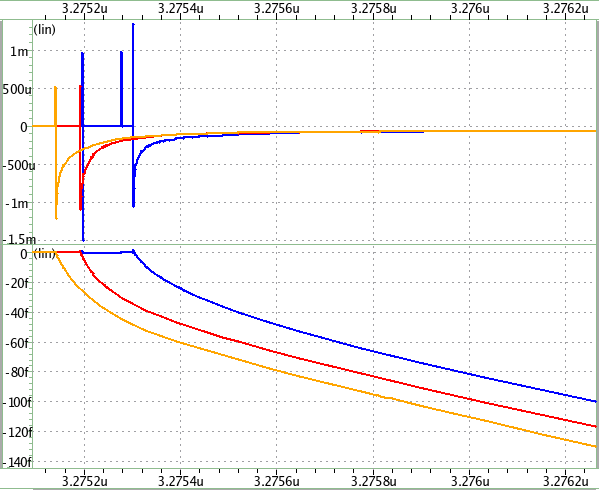 3.2752u 3.2754u 3.2756u 3.2758u 3.276u 3.2762u
(lin)
1m
500u
0
-500u
-1m
-1.5m
(lin)
0
-20f
-40f
-60f
-80f
-100f
-120f
-140f
3.2752u 3.2754u 3.2756u 3.2758u 3.276u 3.2762u